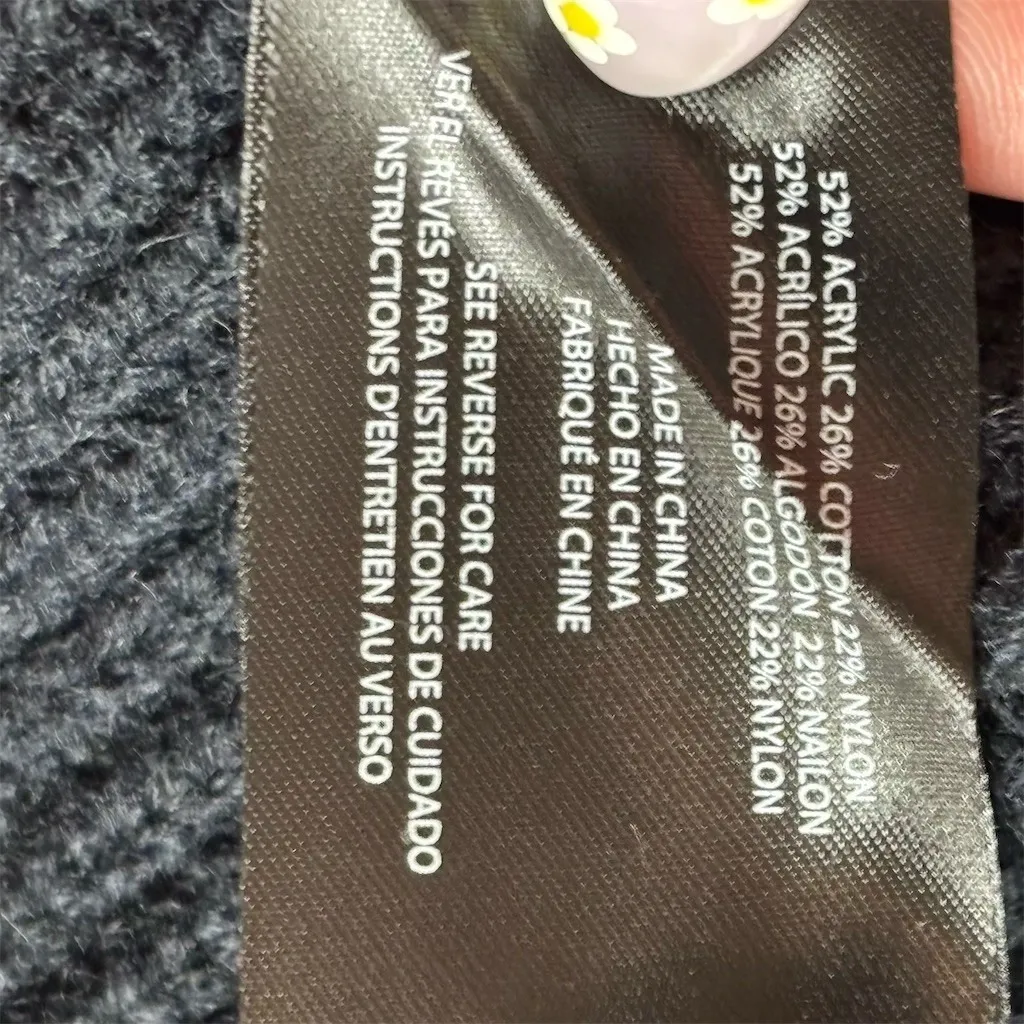 52% ACRYLIC 26% COTTON 22% NYLON
52% ACRÍLICO 26% ALGODÓN 22% NAILON
52% ACRYLIQUE 26% COTON 22% NYLON
MADE IN CHINA
HECHO EN CHINA
FABRIQUÉ EN CHINE
SEE REVERSE FOR CARE
VER EL REVÉS PARA INSTRUCCIONES DE CUIDADO
INSTRUCTIONS D'ENTRETIEN AU VERSO